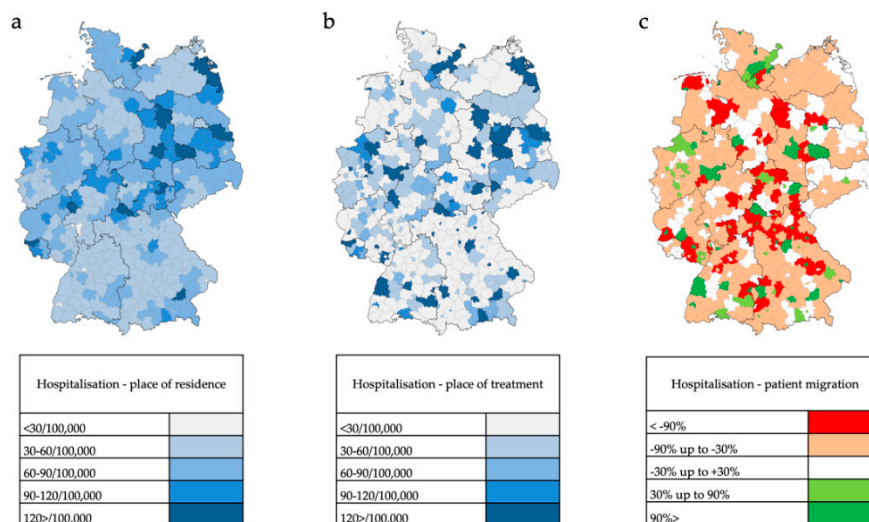 a
b
c
Hospitalisation - place of residence
<30/100,000
30-60/100,000
60-90/100,000
90-120/100,000
120>/100,000
Hospitalisation - place of treatment
<30/100,000
30-60/100,000
60-90/100,000
90-120/100,000
120>/100,000
Hospitalisation - patient migration
< -90%
-90% up to -30%
-30% up to +30%
30% up to 90%
90%>